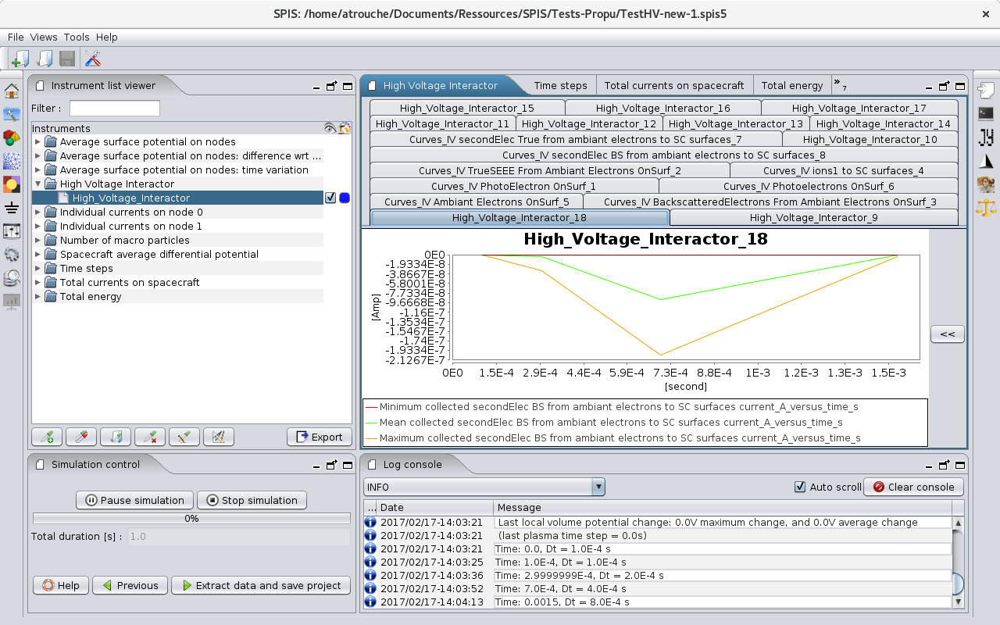 SPIS: /home/atrouche/Documents/Ressources/SPIS/Tests-Propu/TestHV-new-1.spis5
File Views Tools Help
Instrument list viewer
Filter :
Instruments
Average surface potential on nodes
Average surface potential on nodes: difference wrt ...
Average surface potential on nodes: time variation
High Voltage Interactor
High_Voltage_Interactor
Individual currents on node 0
Individual currents on node 1
Number of macro particles
Spacecraft average differential potential
Time steps
Total currents on spacecraft
Total energy
Export
High Voltage Interactor Time steps Total currents on spacecraft Total energy » 7
High_Voltage_Interactor_15 High_Voltage_Interactor_16 High_Voltage_Interactor_17
High_Voltage_Interactor_11 High_Voltage_Interactor_12 High_Voltage_Interactor_13 High_Voltage_Interactor_14
Curves_IV secondElec True from ambiant electrons to SC surfaces_7 High_Voltage_Interactor_10
Curves_IV secondElec BS from ambiant electrons to SC surfaces_8
Curves_IV TrueSEEE From Ambient Electrons OnSurf_2 Curves_IV ions1 to SC surfaces_4
Curves_IV PhotoElectron OnSurf_1 Curves_IV Photoelectrons OnSurf_6
Curves_IV Ambient Electrons OnSurf_5 Curves_IV BackscatteredElectrons From Ambient Electrons OnSurf_3
High_Voltage_Interactor_18 High_Voltage_Interactor_9
High_Voltage_Interactor_18
0E0
-1.9334E-8
-3.8667E-8
-5.8001E-8
-7.7334E-8
-9.6668E-8
-1.16E-7
-1.3534E-7
-1.5467E-7
-1.74E-7
-1.9334E-7
-2.1267E-7
[Amp]
0E0 1.5E-4 2.9E-4 4.4E-4 5.9E-4 7.3E-4 8.8E-4 1E-3 1.2E-3 1.3E-3 1.5E-3
[second]
<<
Minimum collected secondElec BS from ambiant electrons to SC surfaces current_A_versus_time_s
Mean collected secondElec BS from ambiant electrons to SC surfaces current_A_versus_time_s
Maximum collected secondElec BS from ambiant electrons to SC surfaces current_A_versus_time_s
Simulation control
Pause simulation Stop simulation
0%
Total duration [s] : 1.0
Help Previous Extract data and save project
Log console
INFO Auto scroll Clear console
... Date Message
2017/02/17-14:03:21 Last local volume potential change: 0.0V maximum change, and 0.0V average change
2017/02/17-14:03:21 (last plasma time step = 0.0s)
2017/02/17-14:03:21 Time: 0.0, Dt = 1.0E-4 s
2017/02/17-14:03:25 Time: 1.0E-4, Dt = 1.0E-4 s
2017/02/17-14:03:36 Time: 2.9999999E-4, Dt = 2.0E-4 s
2017/02/17-14:03:52 Time: 7.0E-4, Dt = 4.0E-4 s
2017/02/17-14:04:13 Time: 0.0015, Dt = 8.0E-4 s